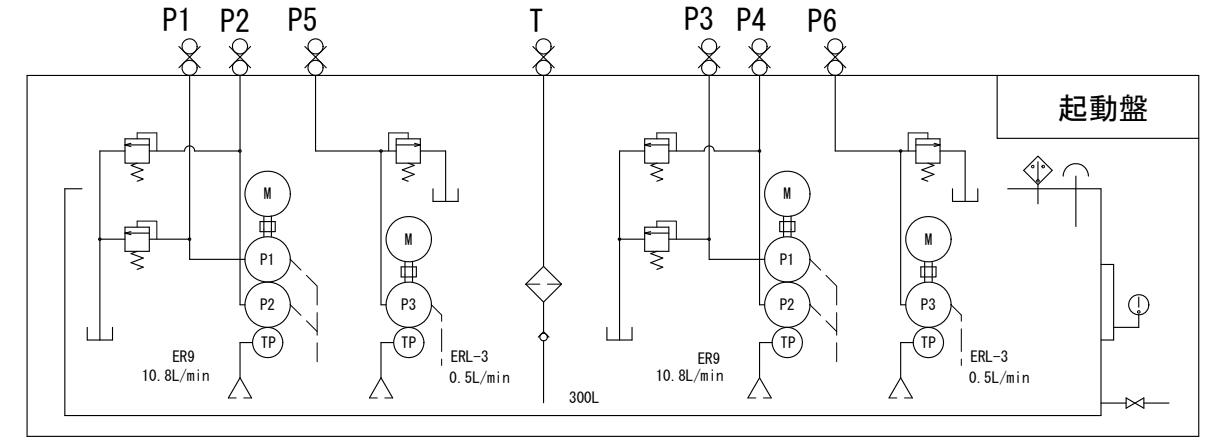 P1 P2 P5 T P3 P4 P6
起動盤
M
M
P1
P2
P3
TP
TP
ER9
10.8L/min
ERL-3
0.5L/min
300L
M
M
P1
P2
P3
TP
TP
ER9
10.8L/min
ERL-3
0.5L/min